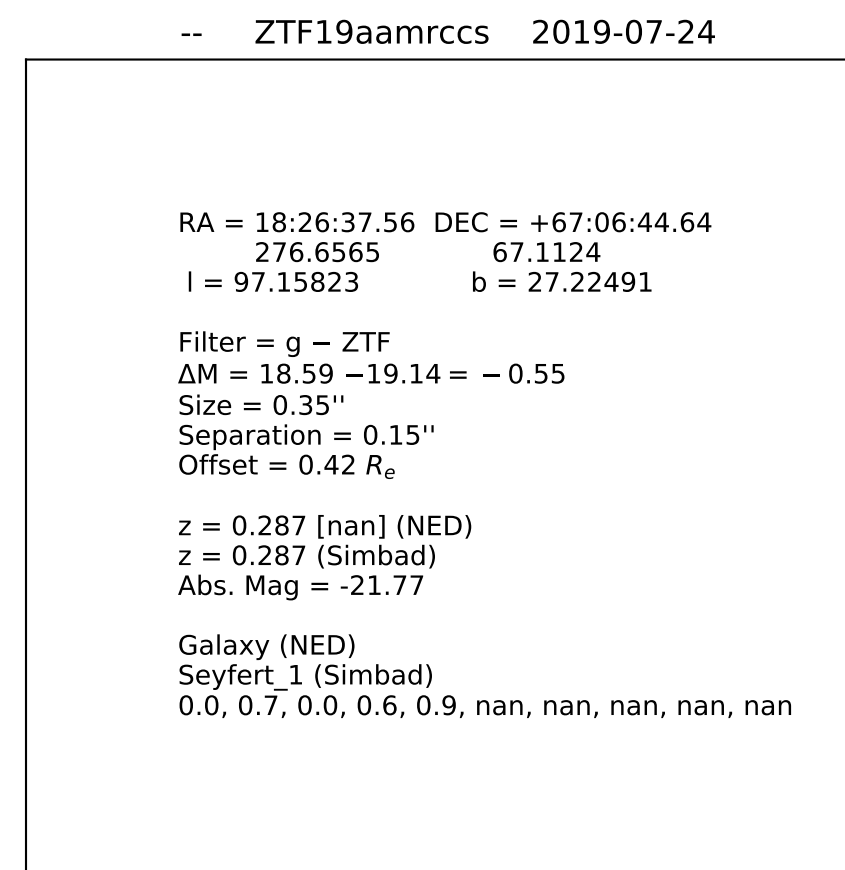 -- ZTF19aamrccs 2019-07-24
RA = 18:26:37.56 DEC = +67:06:44.64
276.6565 67.1124
l = 97.15823 b = 27.22491
Filter = g − ZTF
ΔM = 18.59 −19.14 = −0.55
Size = 0.35''
Separation = 0.15''
Offset = 0.42 Rₑ
z = 0.287 [nan] (NED)
z = 0.287 (Simbad)
Abs. Mag = -21.77
Galaxy (NED)
Seyfert_1 (Simbad)
0.0, 0.7, 0.0, 0.6, 0.9, nan, nan, nan, nan, nan